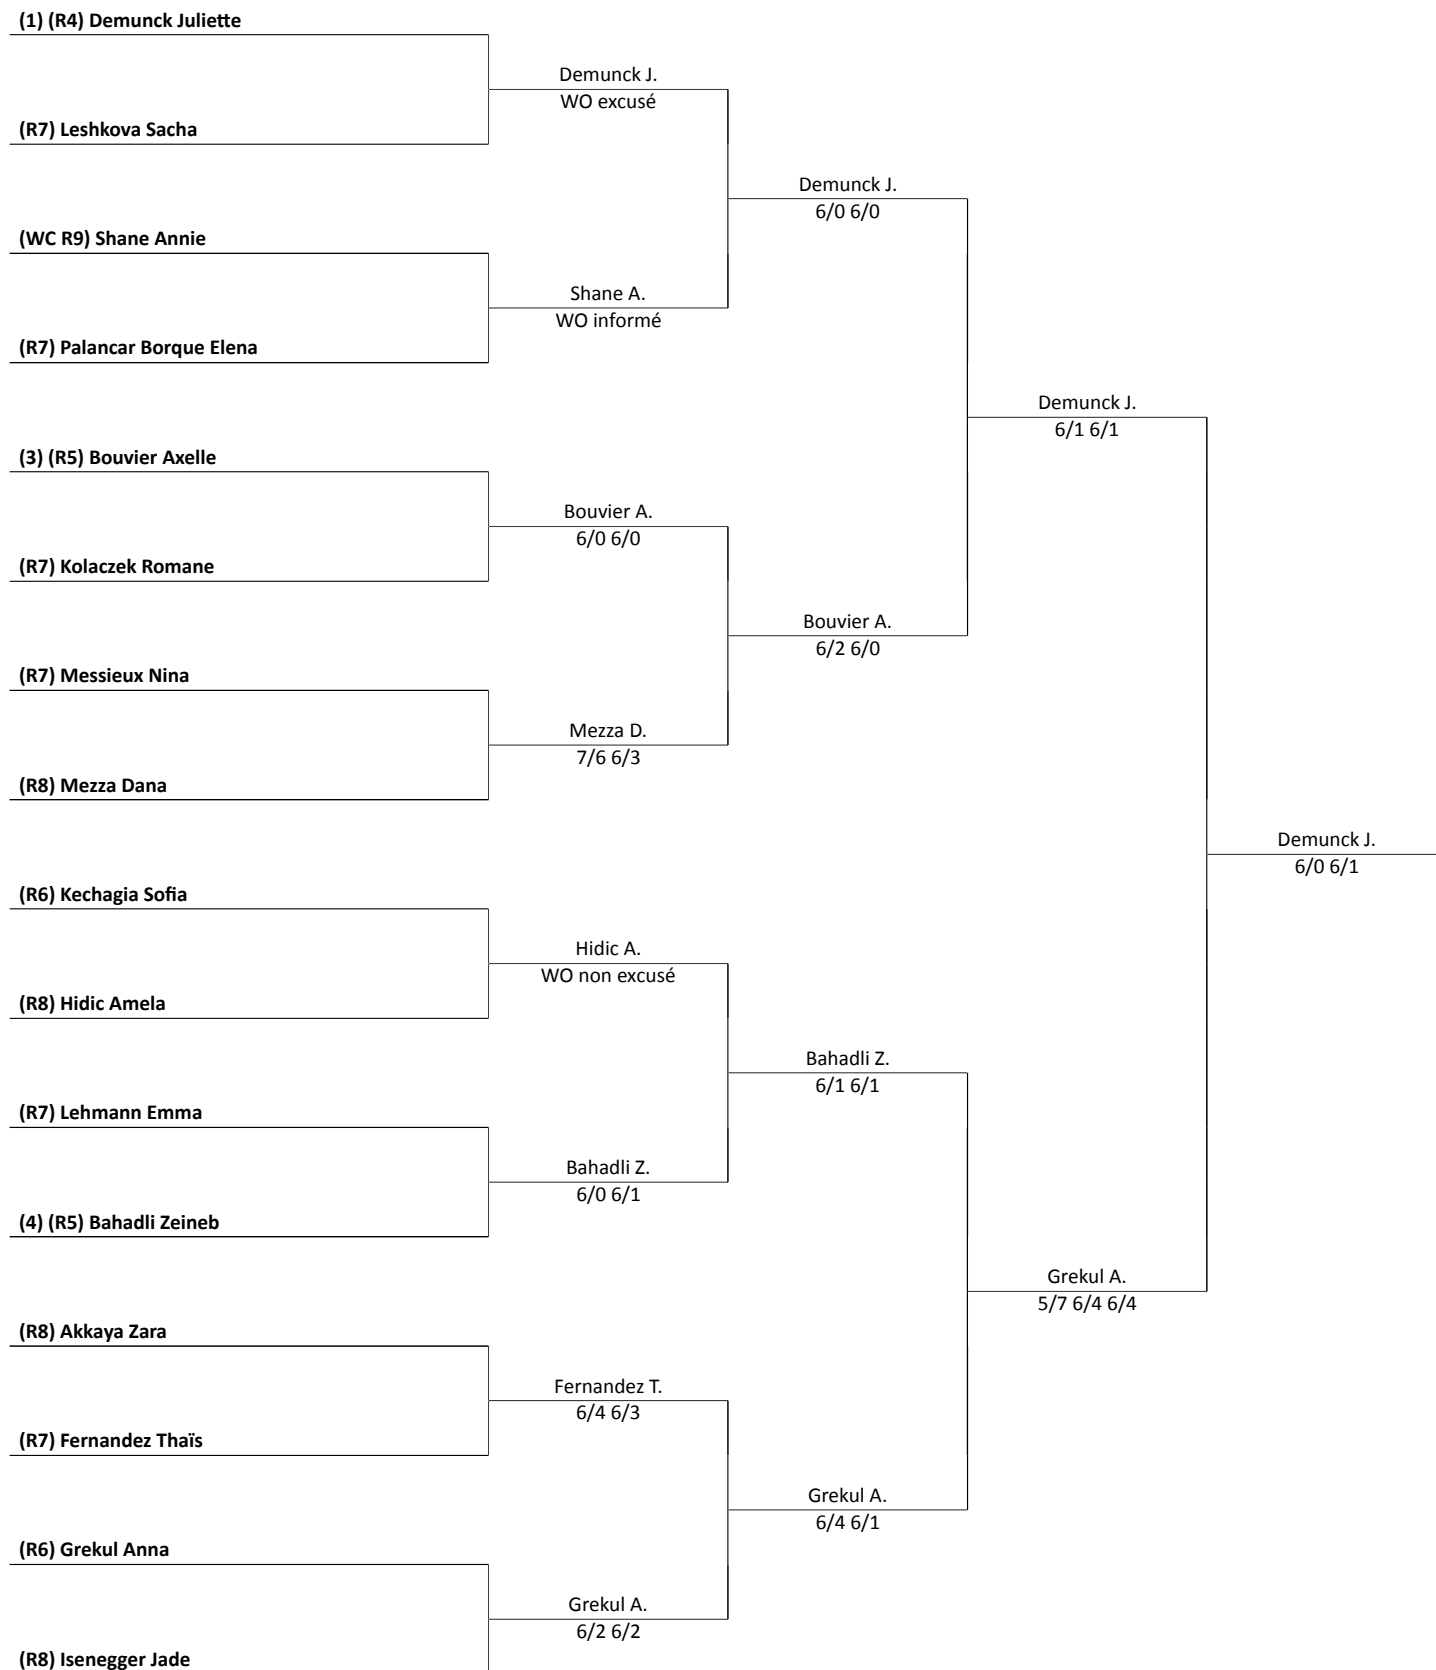 (1) (R4) Demunck Juliette
Demunck J.
WO excusé
(R7) Leshkova Sacha
Demunck J.
6/0 6/0
(WC R9) Shane Annie
Shane A.
WO informé
(R7) Palancar Borque Elena
Demunck J.
6/1 6/1
(3) (R5) Bouvier Axelle
Bouvier A.
6/0 6/0
(R7) Kolaczek Romane
Bouvier A.
6/2 6/0
(R7) Messieux Nina
Mezza D.
7/6 6/3
(R8) Mezza Dana
Demunck J.
6/0 6/1
(R6) Kechagia Sofia
Hidic A.
WO non excusé
(R8) Hidic Amela
Bahadli Z.
6/1 6/1
(R7) Lehmann Emma
Bahadli Z.
6/0 6/1
(4) (R5) Bahadli Zeineb
Grekul A.
5/7 6/4 6/4
(R8) Akkaya Zara
Fernandez T.
6/4 6/3
(R7) Fernandez Thaïs
Grekul A.
6/4 6/1
(R6) Grekul Anna
Grekul A.
6/2 6/2
(R8) Isenegger Jade